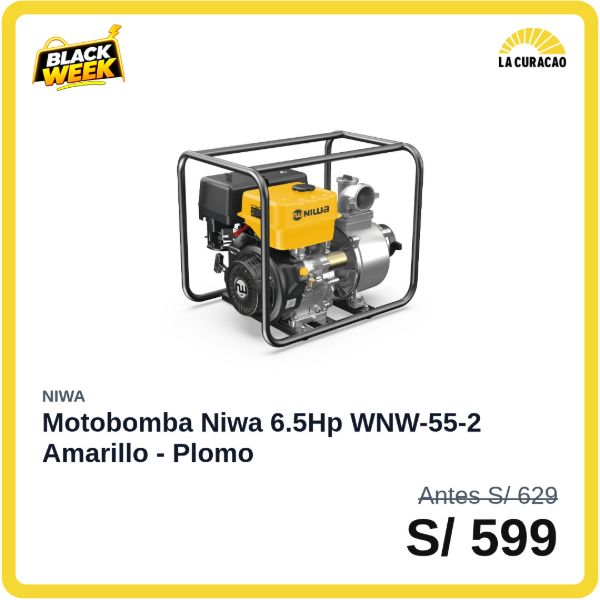 BLACK
WEEK
LA CURACAO
NIWA
NIWA
Motobomba Niwa 6.5Hp WNW-55-2
Amarillo - Plomo
Antes S/ 629
S/ 599